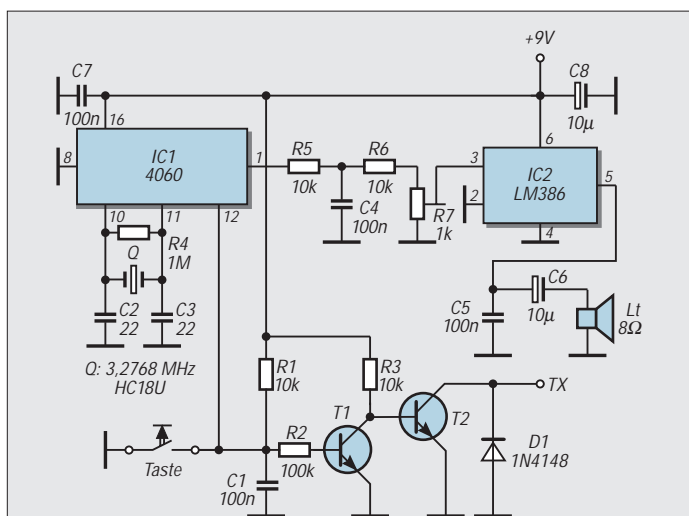 +9V
C7
100n
16
C8
10µ
8
IC1
4060
1
R5
10k
R6
10k
3
6
IC2
LM386
5
2
C4
100n
R7
1k
4
10
11
12
R4
1M
Q
C2
22
C3
22
C6
10µ
C5
100n
Lt
8Ω
Q: 3,2768 MHz
HC18U
R1
10k
R3
10k
TX
T1
T2
R2
100k
D1
1N4148
Taste
C1
100n